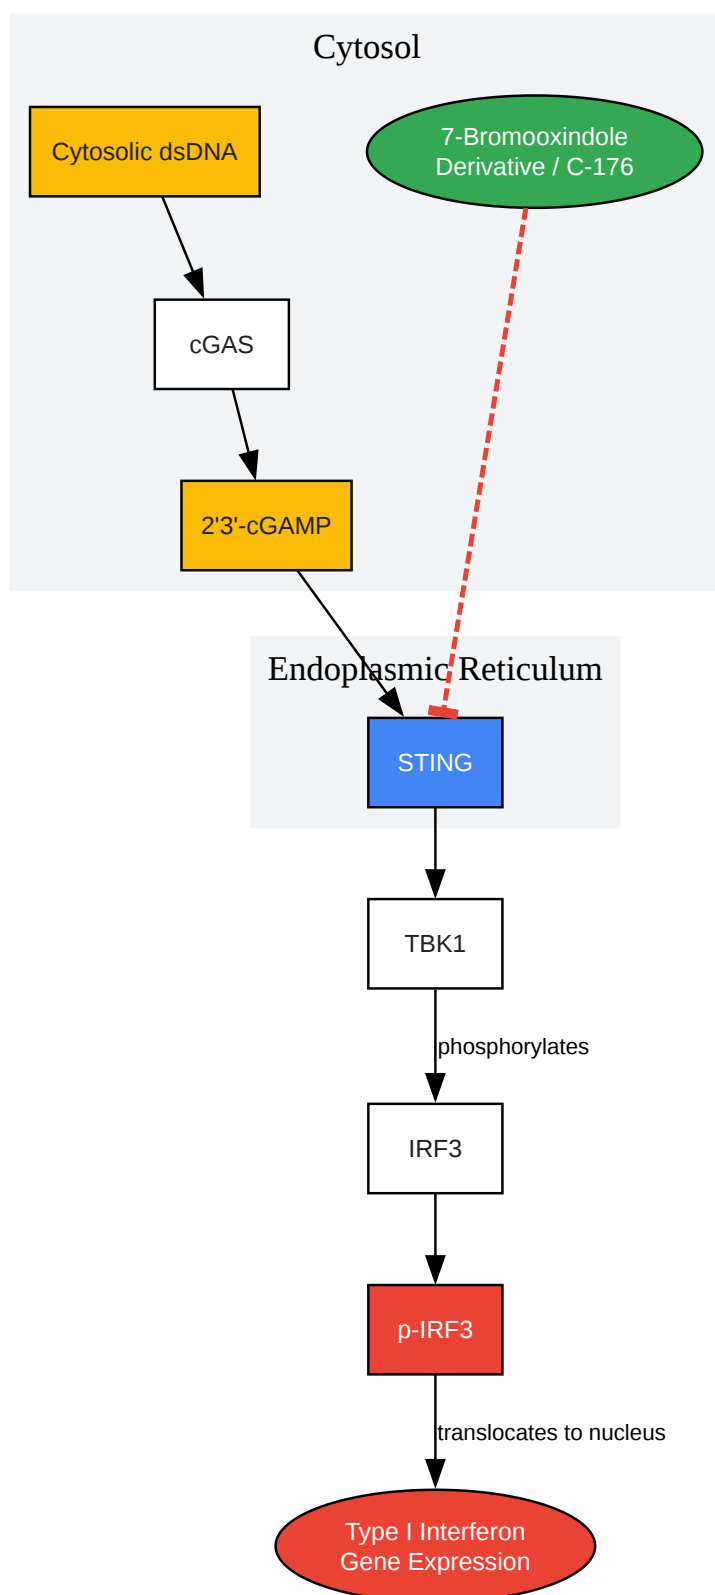 Cytosol
Cytosolic dsDNA
7-Bromooxindole
Derivative / C-176
cGAS
2'3'-cGAMP
Endoplasmic Reticulum
STING
TBK1
phosphorylates
IRF3
p-IRF3
translocates to nucleus
Type I Interferon
Gene Expression